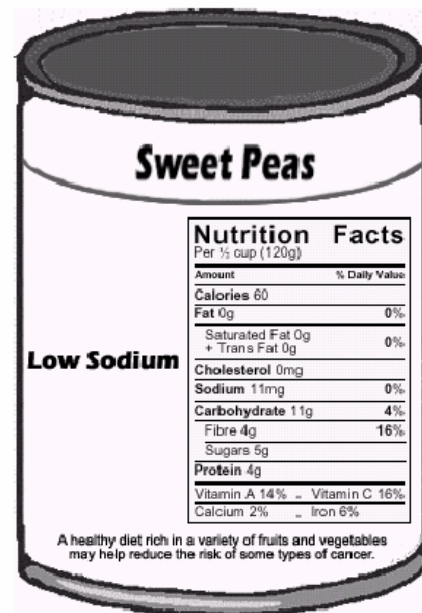 Sweet Peas
Nutrition Facts
Per ½ cup (120g)
Amount % Daily Value
Calories 60
Fat 0g 0%
Saturated Fat 0g 0%
+ Trans Fat 0g
Cholesterol 0mg
Sodium 11mg 0%
Carbohydrate 11g 4%
Fibre 4g 16%
Sugars 5g
Protein 4g
Vitamin A 14% Vitamin C 16%
Calcium 2% Iron 6%
Low Sodium
A healthy diet rich in a variety of fruits and vegetables
may help reduce the risk of some types of cancer.